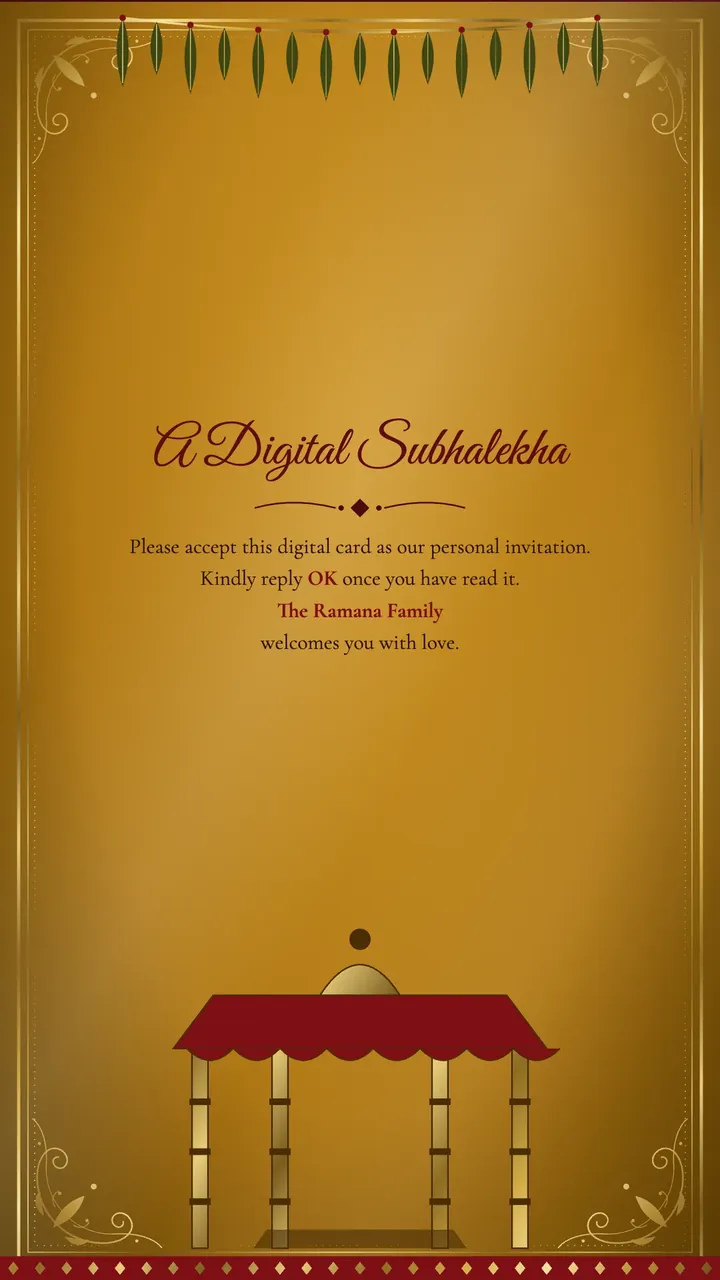 A Digital Subhalekha
Please accept this digital card as our personal invitation.
Kindly reply OK once you have read it.
The Ramana Family
welcomes you with love.